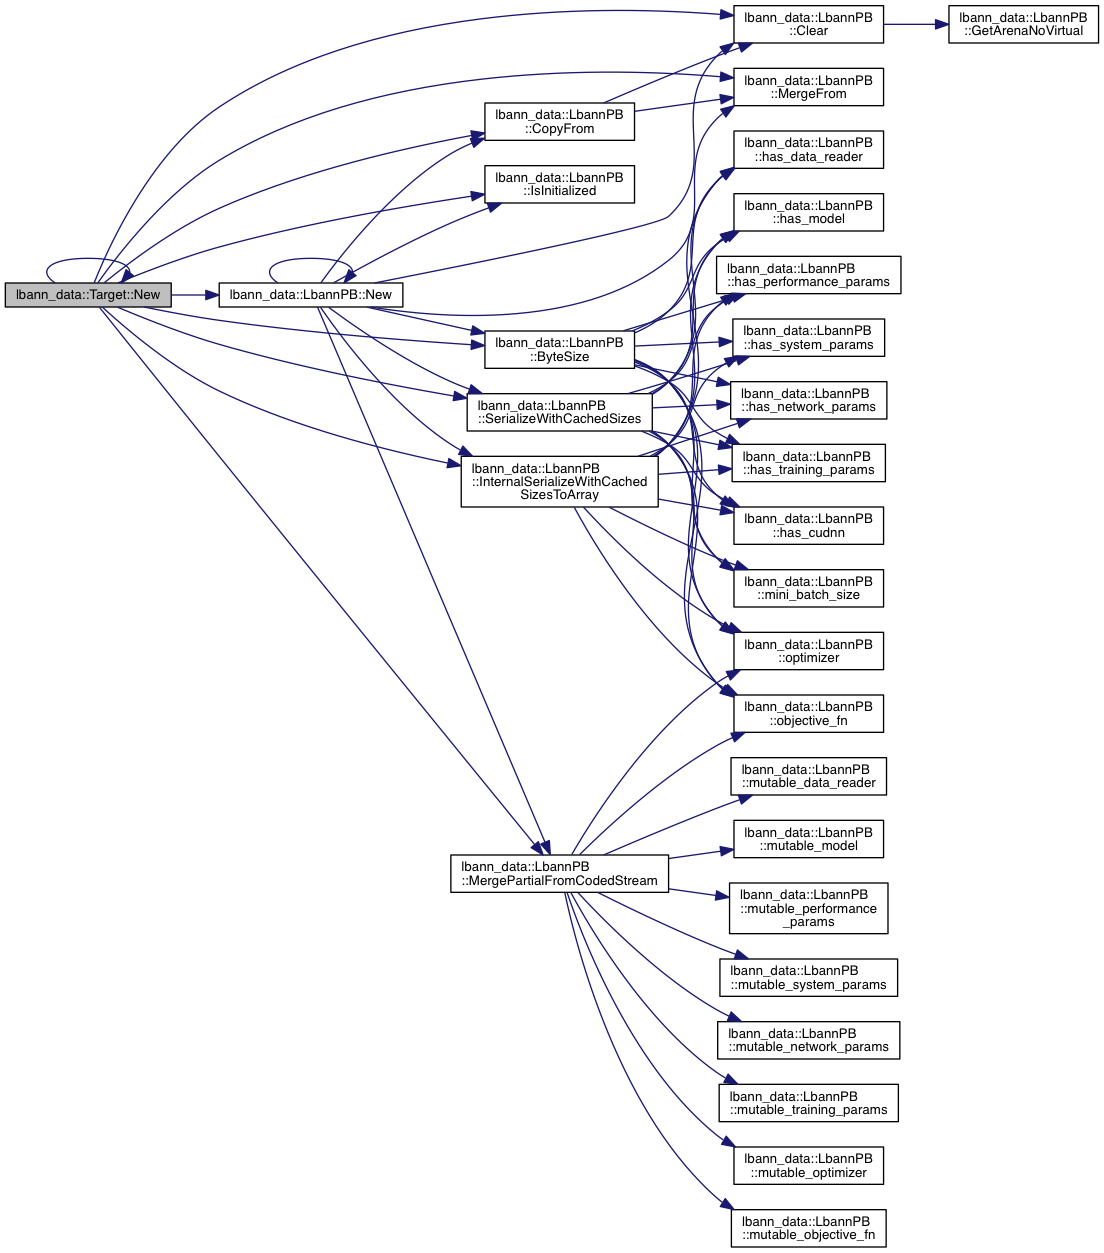 lbann_data::Target::New
lbann_data::LbannPB::New
lbann_data::LbannPB
::CopyFrom
lbann_data::LbannPB
::IsInitialized
lbann_data::LbannPB
::ByteSize
lbann_data::LbannPB
::SerializeWithCachedSizes
lbann_data::LbannPB
::InternalSerializeWithCached
SizesToArray
lbann_data::LbannPB
::MergePartialFromCodedStream
lbann_data::LbannPB
::Clear
lbann_data::LbannPB
::MergeFrom
lbann_data::LbannPB
::has_data_reader
lbann_data::LbannPB
::has_model
lbann_data::LbannPB
::has_performance_params
lbann_data::LbannPB
::has_system_params
lbann_data::LbannPB
::has_network_params
lbann_data::LbannPB
::has_training_params
lbann_data::LbannPB
::has_cudnn
lbann_data::LbannPB
::mini_batch_size
lbann_data::LbannPB
::optimizer
lbann_data::LbannPB
::objective_fn
lbann_data::LbannPB
::mutable_data_reader
lbann_data::LbannPB
::mutable_model
lbann_data::LbannPB
::mutable_performance
_params
lbann_data::LbannPB
::mutable_system_params
lbann_data::LbannPB
::mutable_network_params
lbann_data::LbannPB
::mutable_training_params
lbann_data::LbannPB
::mutable_optimizer
lbann_data::LbannPB
::mutable_objective_fn
lbann_data::LbannPB
::GetArenaNoVirtual